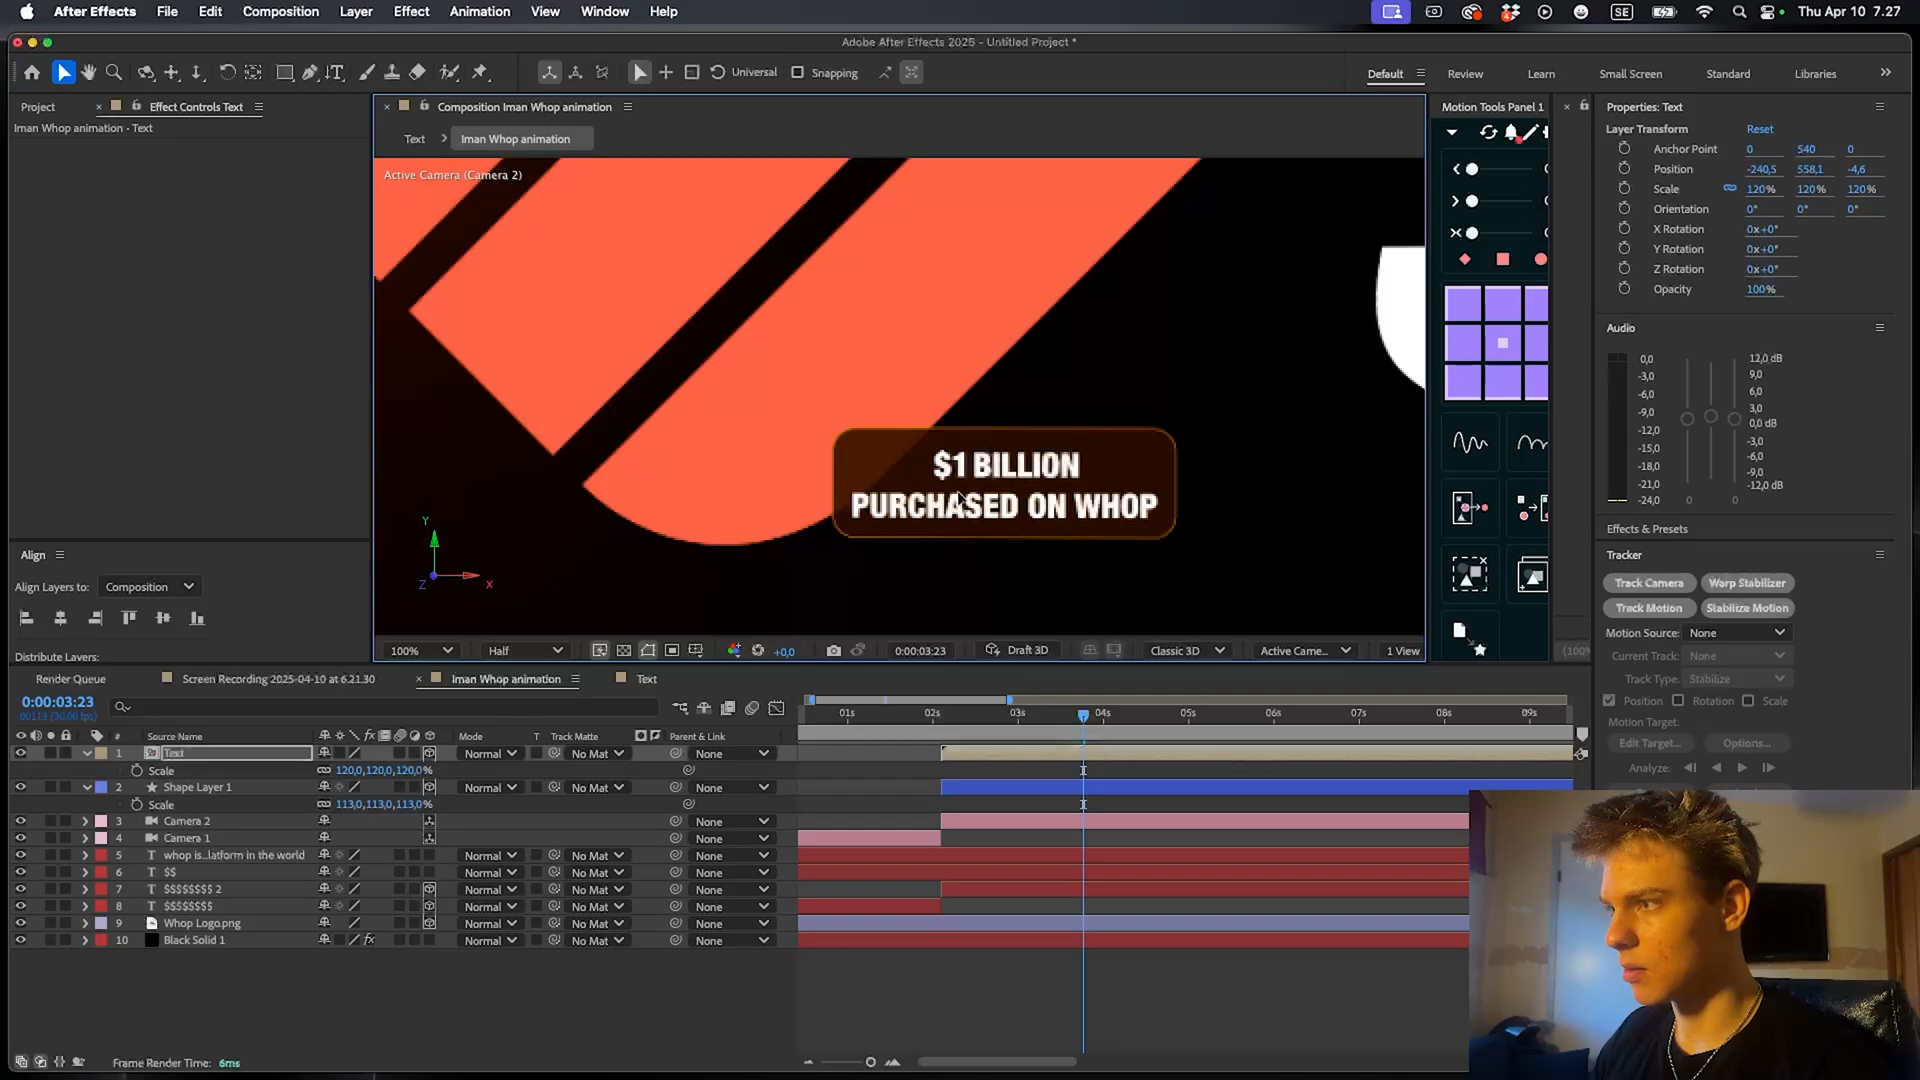 After Effects File Edit Composition Layer Effect Animation View Window Help
SE Thu Apr 10 7.27
Adobe After Effects 2025 - Untitled Project *
Universal Snapping Default Review Learn Small Screen Standard Libraries
Project Effect Controls Text
Iman Whop animation • Text
Composition Iman Whop animation
Text Iman Whop animation
Active Camera (Camera 2)
$1 BILLION
PURCHASED ON WHOP
Y
Z X
100% Half +0,0 0:00:03:23 Draft 3D Classic 3D Active Came... 1 View
Align
Align Layers to: Composition
Distribute Layers:
Motion Tools Panel 1
Properties: Text
Layer Transform Reset
Anchor Point 0 540 0
Position -240,5 558,1 -4,6
Scale 120% 120% 120%
Orientation 0° 0° 0°
X Rotation 0x+0°
Y Rotation 0x+0°
Z Rotation 0x+0°
Opacity 100%
Audio
0,0 12,0 dB
-3,0 9,0
-6,0 6,0
-9,0 3,0
-12,0 0,0 dB
-15,0 -3,0
-18,0 -6,0
-21,0 -9,0
-24,0 0 0 -12,0 dB
Effects & Presets
Tracker
Track Camera Warp Stabilizer
Track Motion Stabilize Motion
Motion Source: None
(100% Current Track: None
Track Type: Stabilize
Position Rotation Scale
Motion Target:
Edit Target... Options...
Analyze:
Render Queue Screen Recording 2025-04-10 at 6.21.30 Iman Whop animation Text
0:00:03:23
00113 (30.00 fps)
01s 02s 03s 04s 05s 06s 07s 08s 09s
# Source Name Mode T Track Matte Parent & Link
1 Text Normal No Mat None
Scale 120,0,120,0,120,0%
2 Shape Layer 1 Normal No Mat None
Scale 113,0,113,0,113,0%
3 Camera 2 None
4 Camera 1 None
5 T whop is...latform in the world Normal No Mat None
6 T $$ Normal No Mat None
7 T $$$$$$$$ 2 Normal No Mat None
8 T $$$$$$$$ Normal No Mat None
9 Whop Logo.png Normal No Mat None
10 Black Solid 1 fx Normal No Mat None
Frame Render Time: 6ms